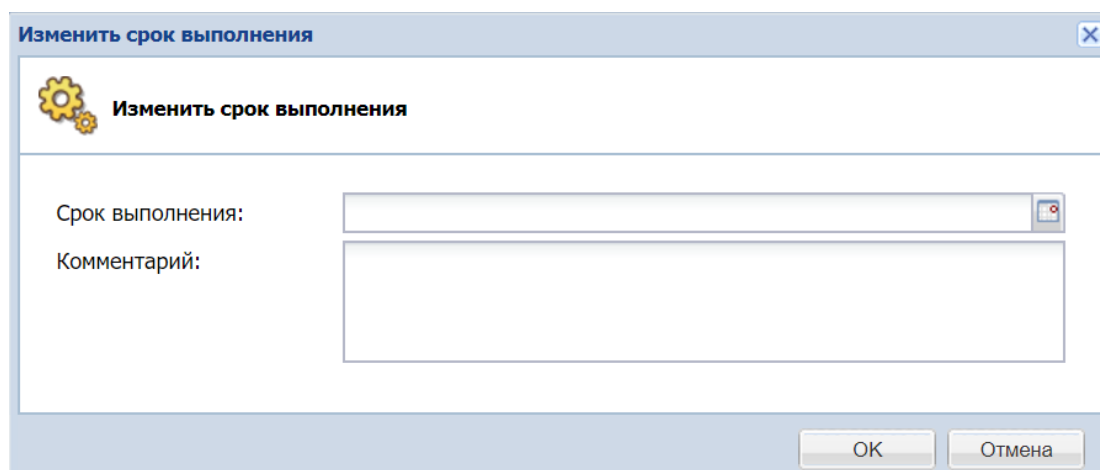 Изменить срок выполнения
Изменить срок выполнения
Срок выполнения:
Комментарий:
OK Отмена